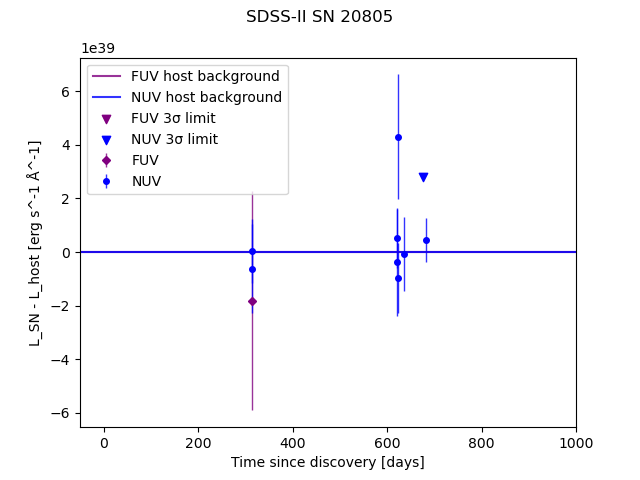 SDSS-II SN 20805
1e39
FUV host background
NUV host background
FUV 3σ limit
NUV 3σ limit
FUV
NUV
6
4
2
0
−2
−4
−6
L_SN - L_host [erg s^-1 Å^-1]
0 200 400 600 800 1000
Time since discovery [days]